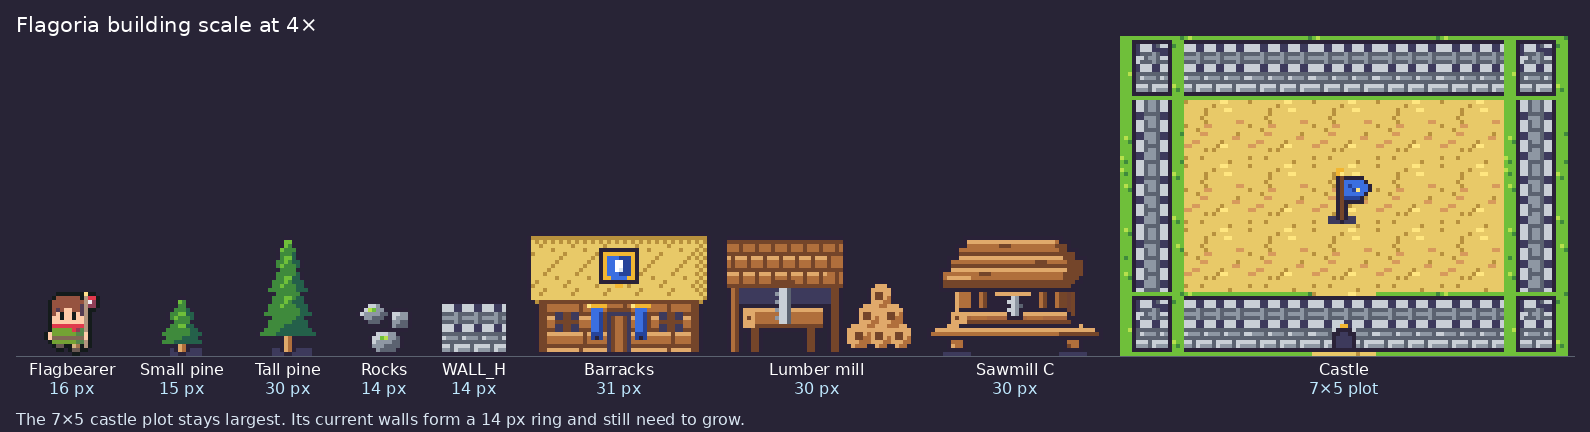 Flagoria building scale at 4×
Flagbearer
16 px
Small pine
15 px
Tall pine
30 px
Rocks
14 px
WALL_H
14 px
Barracks
31 px
Lumber mill
30 px
Sawmill C
30 px
Castle
7×5 plot
The 7×5 castle plot stays largest. Its current walls form a 14 px ring and still need to grow.